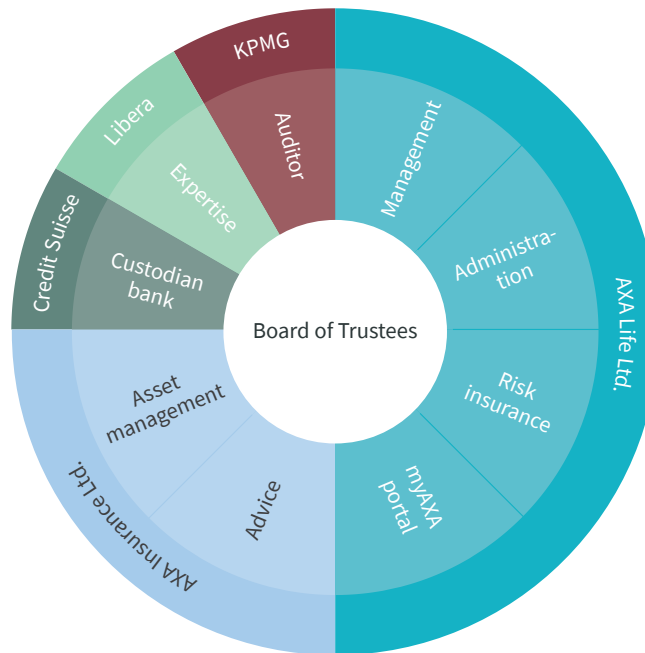 KPMG
Auditor
Libera
Expertise
Credit Suisse
Custodian
bank
Management
Administra-
tion
AXA Life Ltd.
Risk
insurance
myAXA
portal
Board of Trustees
Asset
management
Advice
AXA Insurance Ltd.